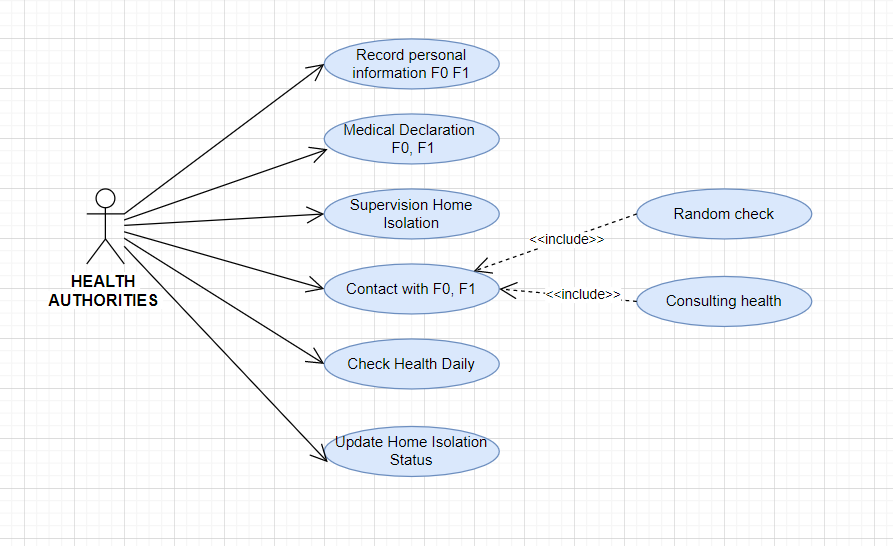 Record personal
information F0 F1
Medical Declaration
F0, F1
Supervision Home
Isolation
Random check
<<include>>
HEALTH
AUTHORITIES
Contact with F0, F1
<<include>>
Consulting health
Check Health Daily
Update Home Isolation
Status